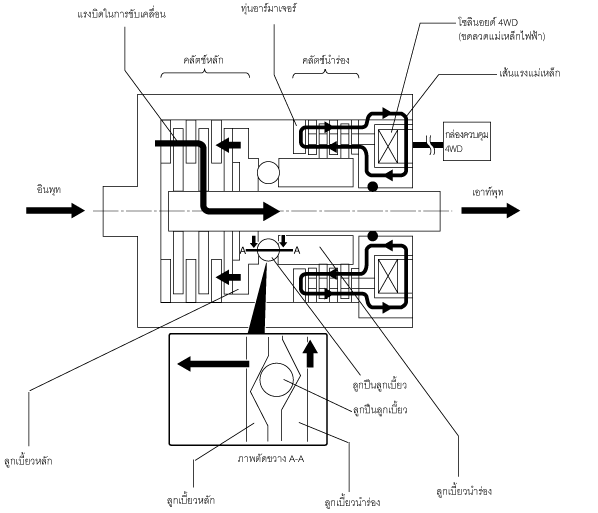 แรงบิดในการขับเคลื่อน
ทุ่นอาร์มาเจอร์
โซลินอยด์ 4WD
(ขดลวดแม่เหล็กไฟฟ้า)
คลัตช์หลัก
คลัตช์นำร่อง
เส้นแรงแม่เหล็ก
กล่องควบคุม
4WD
อินพุท
เอาท์พุท
A
A
ลูกปืนลูกเบี้ยว
ลูกปืนลูกเบี้ยว
ลูกเบี้ยวหลัก
ภาพตัดขวาง A-A
ลูกเบี้ยวหลัก
ลูกเบี้ยวนำร่อง
ลูกเบี้ยวนำร่อง